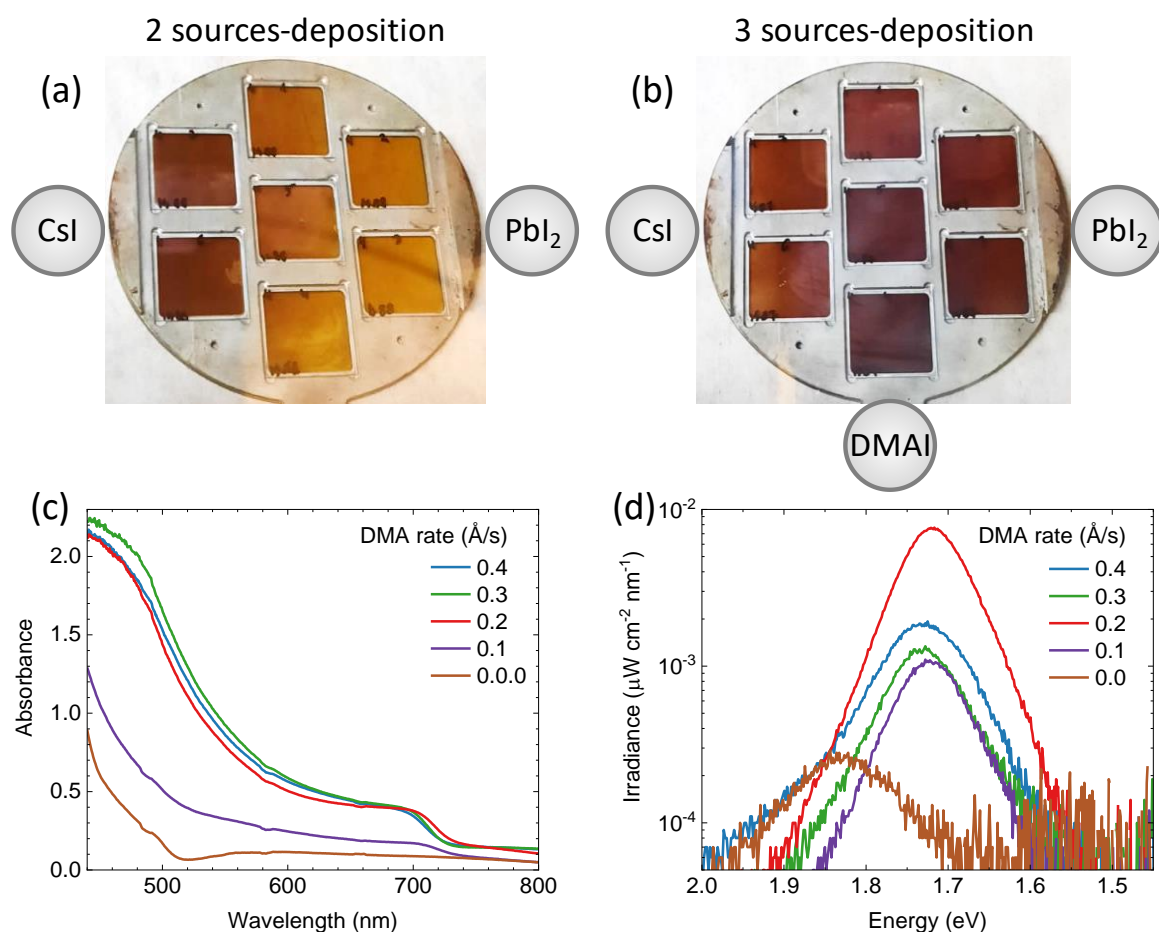 2 sources-deposition
3 sources-deposition
(a)
(b)
CsI
PbI₂
CsI
PbI₂
DMAI
(c)
DMA rate (Å/s)
0.4
0.3
0.2
0.1
0.0.0
Absorbance
2.0
1.5
1.0
0.5
0.0
500
600
700
800
Wavelength (nm)
(d)
DMA rate (Å/s)
0.4
0.3
0.2
0.1
0.0
Irradiance (μW cm⁻² nm⁻¹)
10⁻²
10⁻³
10⁻⁴
2.0
1.9
1.8
1.7
1.6
1.5
Energy (eV)